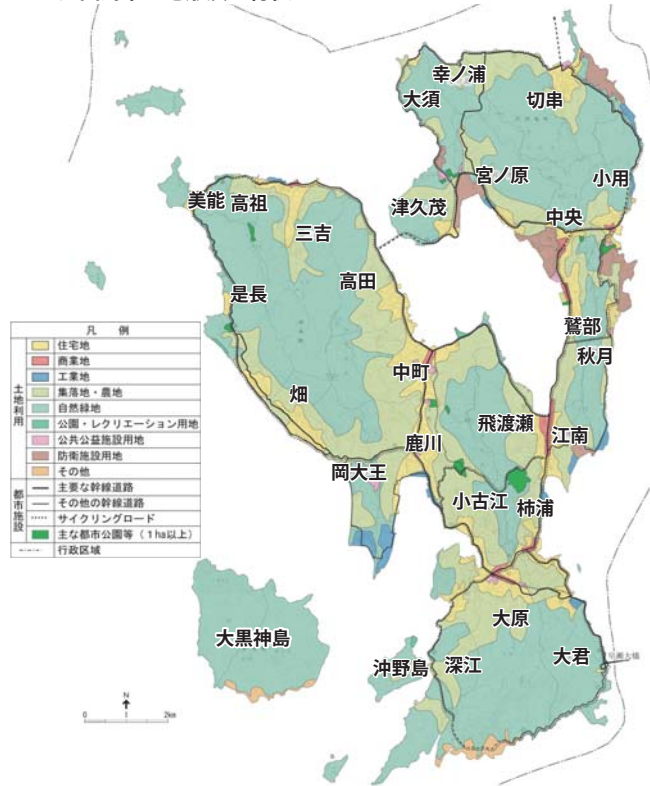 幸ノ浦
大須
切串
宮ノ原
小用
津久茂
中央
美能
高祖
三吉
高田
是長
鷲部
秋月
中町
畑
飛渡瀬
江南
鹿川
岡大王
小古江
柿浦
大原
大黒神島
沖野島
深江
大君
早瀬大橋
凡 例
土地利用
住宅地
商業地
工業地
集落地・農地
自然緑地
公園・レクリエーション用地
公共公益施設用地
防衛施設用地
その他
都市施設
主要な幹線道路
その他の幹線道路
サイクリングロード
主な都市公園等(1ha以上)
行政区域
N
0 1 2km